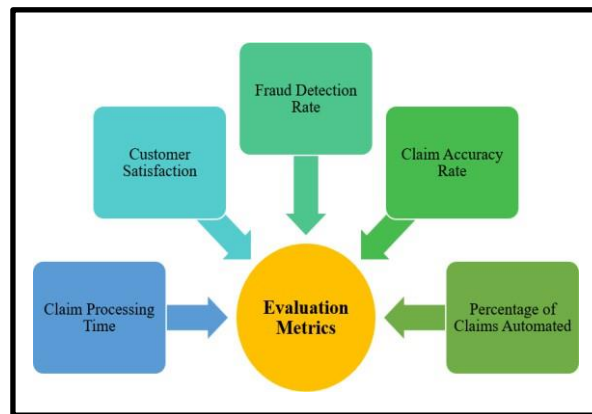 Fraud Detection
Rate
Customer
Satisfaction
Claim Accuracy
Rate
Claim Processing
Time
Evaluation
Metrics
Percentage of
Claims Automated